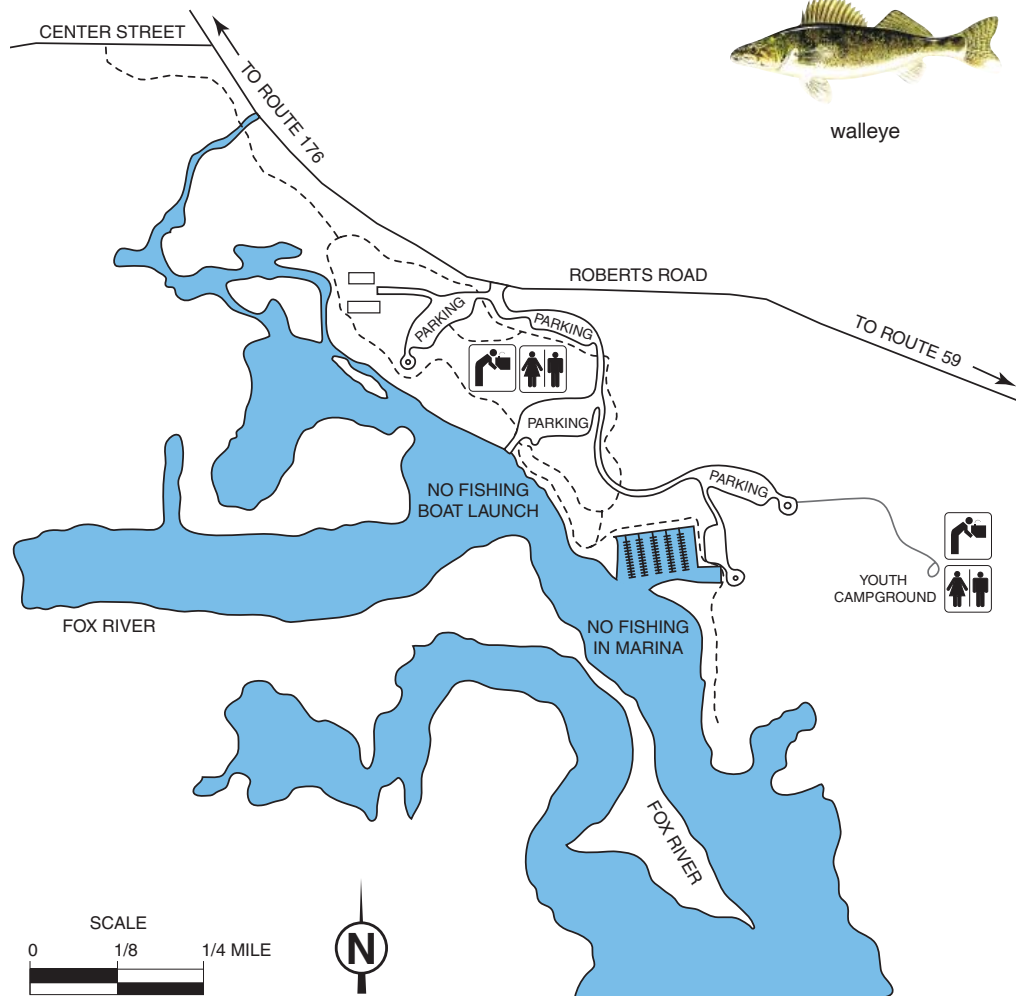 CENTER STREET
TO ROUTE 176
walleye
ROBERTS ROAD
TO ROUTE 59
PARKING
PARKING
PARKING
PARKING
NO FISHING
BOAT LAUNCH
YOUTH
CAMPGROUND
FOX RIVER
NO FISHING
IN MARINA
FOX RIVER
SCALE
0 1/8 1/4 MILE
N